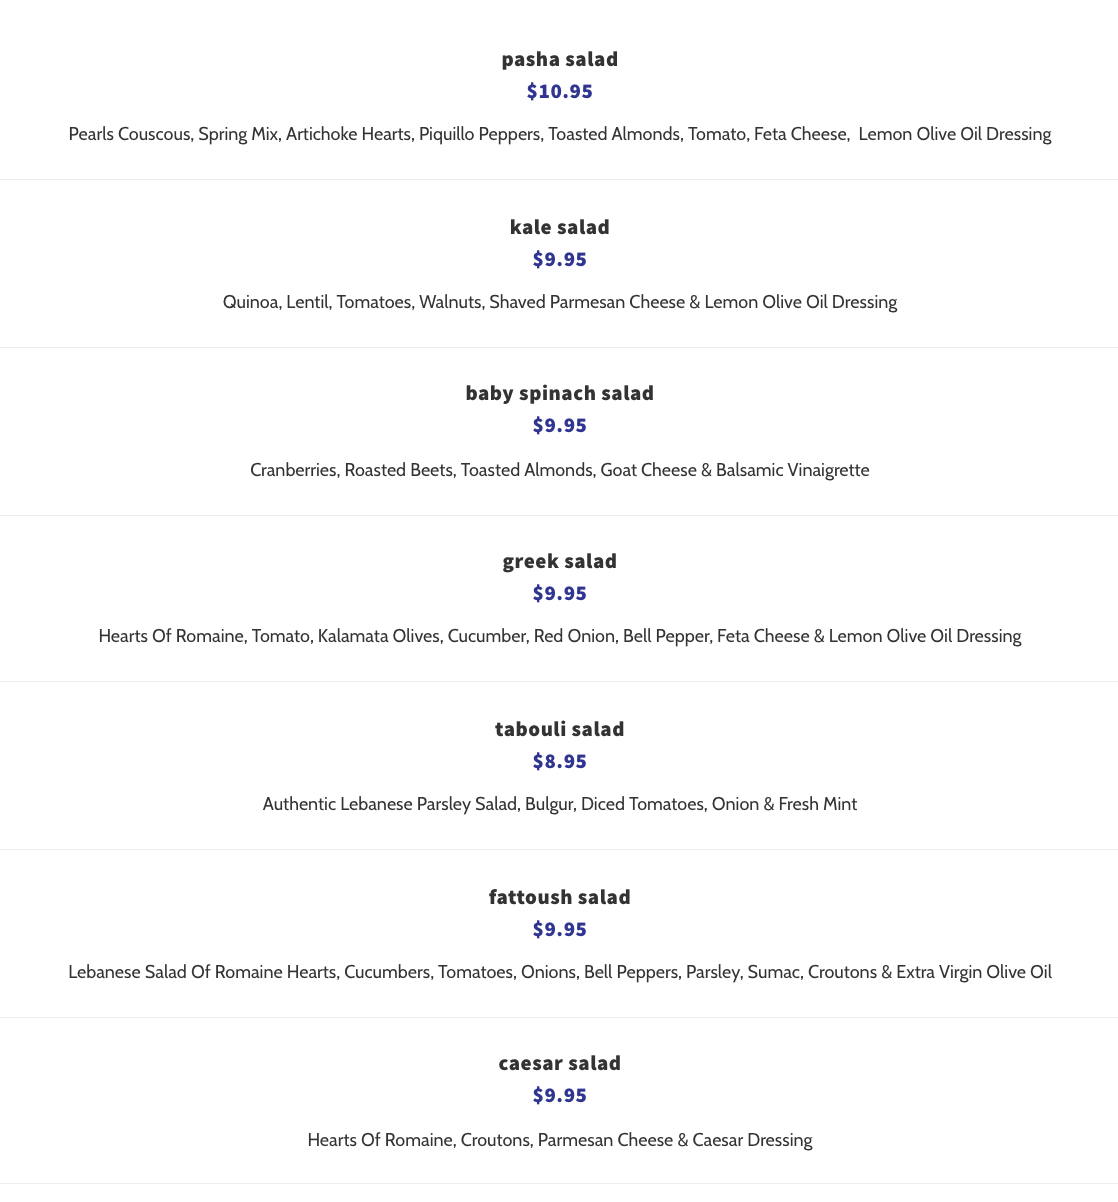 pasha salad
$10.95
Pearls Couscous, Spring Mix, Artichoke Hearts, Piquillo Peppers, Toasted Almonds, Tomato, Feta Cheese,  Lemon Olive Oil Dressing
kale salad
$9.95
Quinoa, Lentil, Tomatoes, Walnuts, Shaved Parmesan Cheese & Lemon Olive Oil Dressing
baby spinach salad
$9.95
Cranberries, Roasted Beets, Toasted Almonds, Goat Cheese & Balsamic Vinaigrette
greek salad
$9.95
Hearts Of Romaine, Tomato, Kalamata Olives, Cucumber, Red Onion, Bell Pepper, Feta Cheese & Lemon Olive Oil Dressing
tabouli salad
$8.95
Authentic Lebanese Parsley Salad, Bulgur, Diced Tomatoes, Onion & Fresh Mint
fattoush salad
$9.95
Lebanese Salad Of Romaine Hearts, Cucumbers, Tomatoes, Onions, Bell Peppers, Parsley, Sumac, Croutons & Extra Virgin Olive Oil
caesar salad
$9.95
Hearts Of Romaine, Croutons, Parmesan Cheese & Caesar Dressing